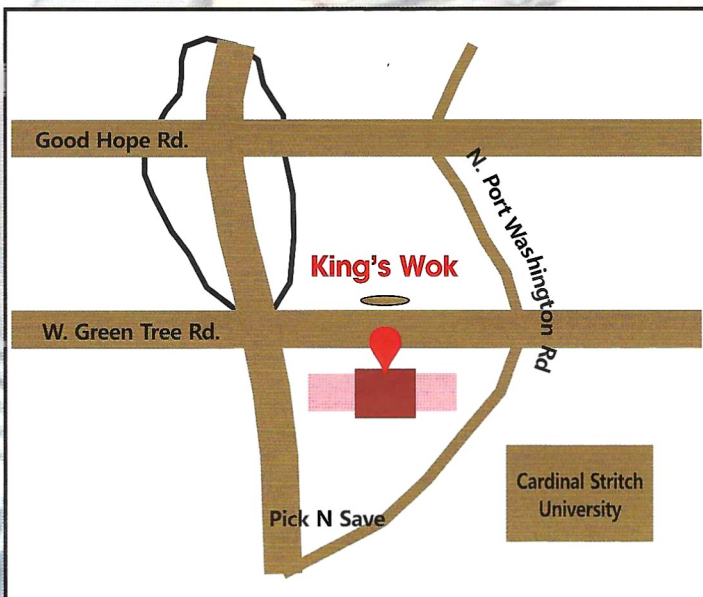 Good Hope Rd.
N. Port Washington Rd
King's Wok
W. Green Tree Rd.
Cardinal Stritch
University
Pick N Save